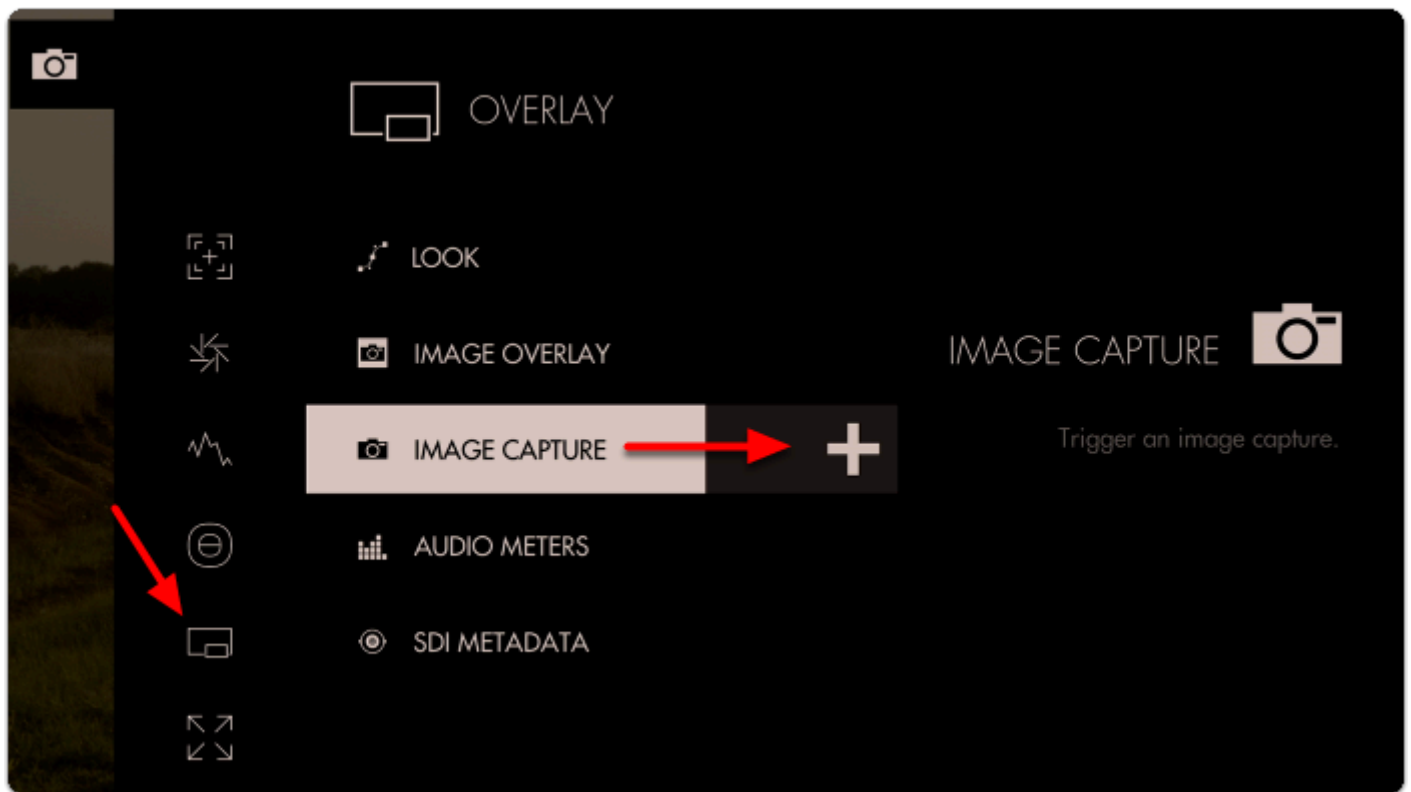 OVERLAY
LOOK
IMAGE OVERLAY
IMAGE CAPTURE
AUDIO METERS
SDI METADATA
IMAGE CAPTURE
Trigger an image capture.